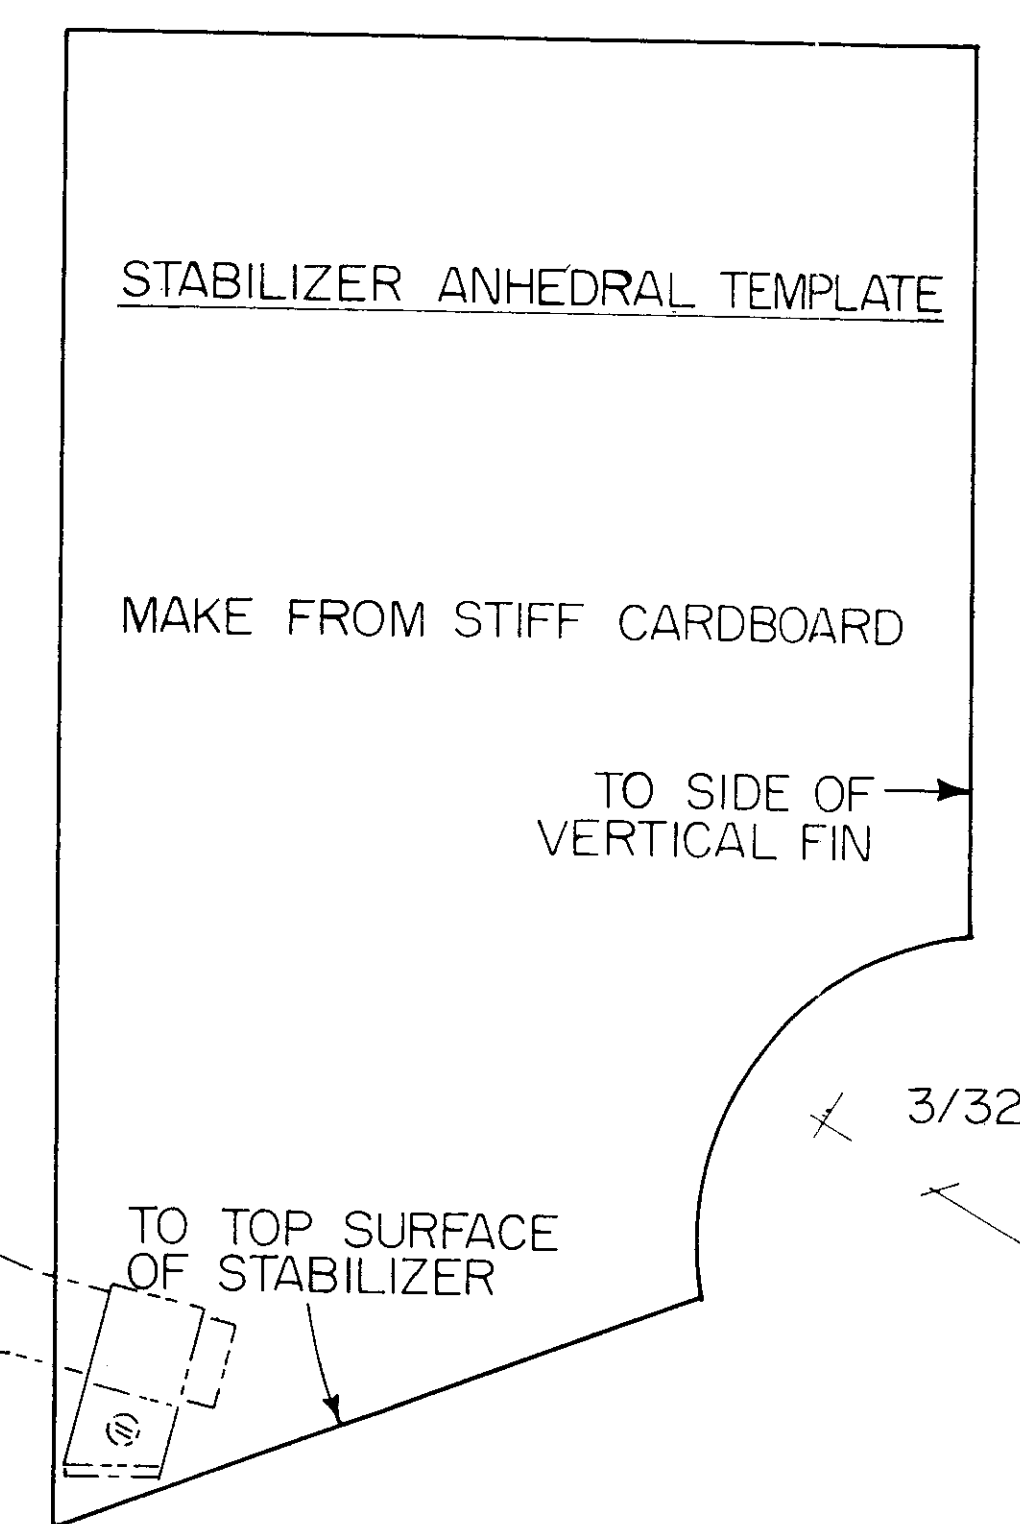 STABILIZER ANHEDRAL TEMPLATE
MAKE FROM STIFF CARDBOARD
TO SIDE OF
VERTICAL FIN
3/32
TO TOP SURFACE
OF STABILIZER